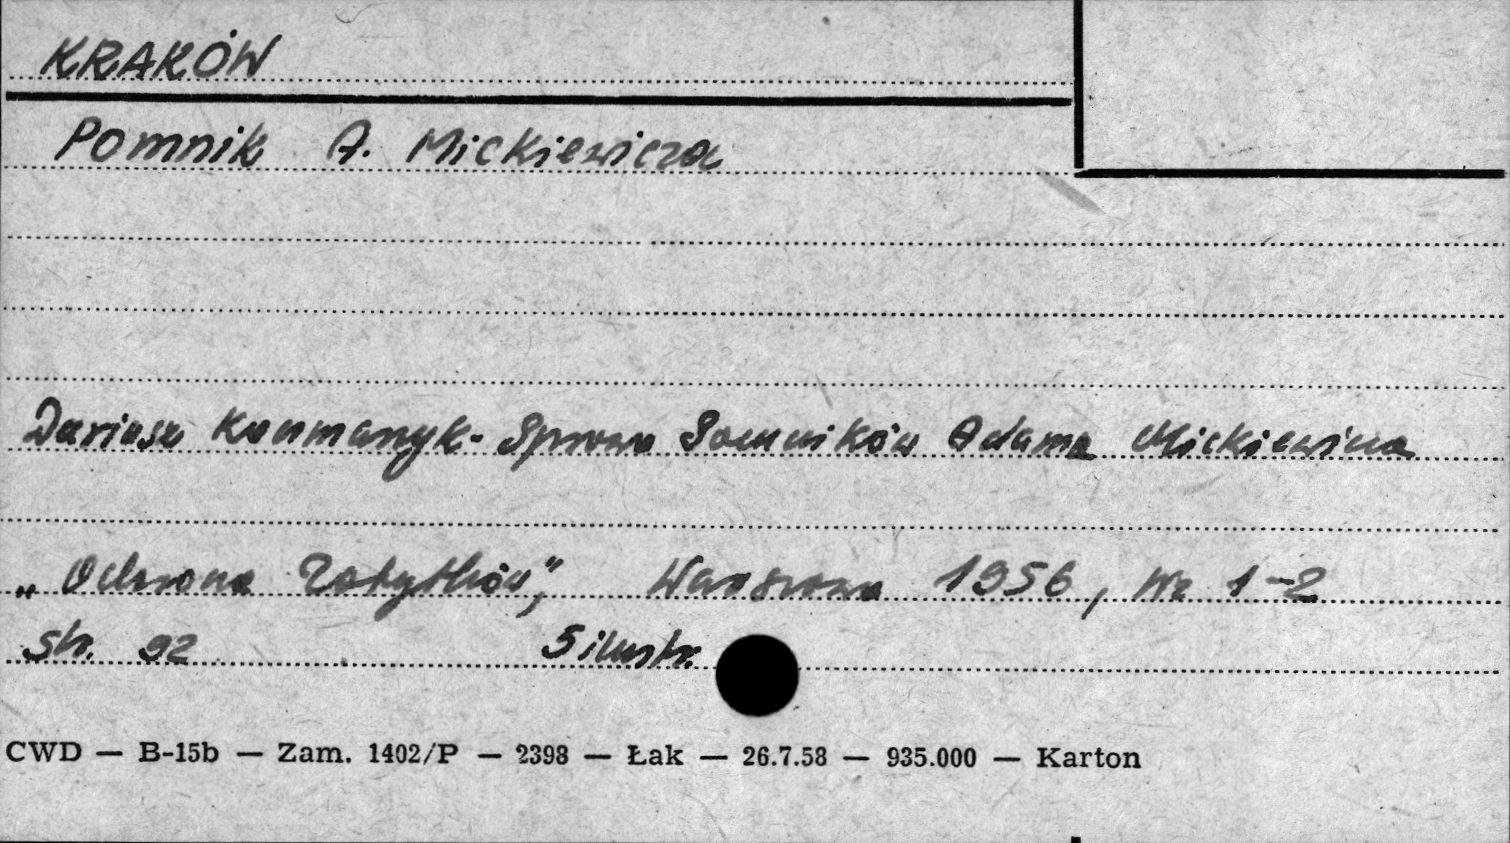 KRAKÓW
Pomnik A. Mickiewicza
Dariusz Kaczmarzyk - Sprawa Pomników Adama Mickiewicza
„Ochrona Zabytków", Warszawa 1956, Nr 1-2
str. 92 5 ilustr.
CWD — B-15b — Zam. 1402/P — 2398 — Łak — 26.7.58 — 935.000 — Karton